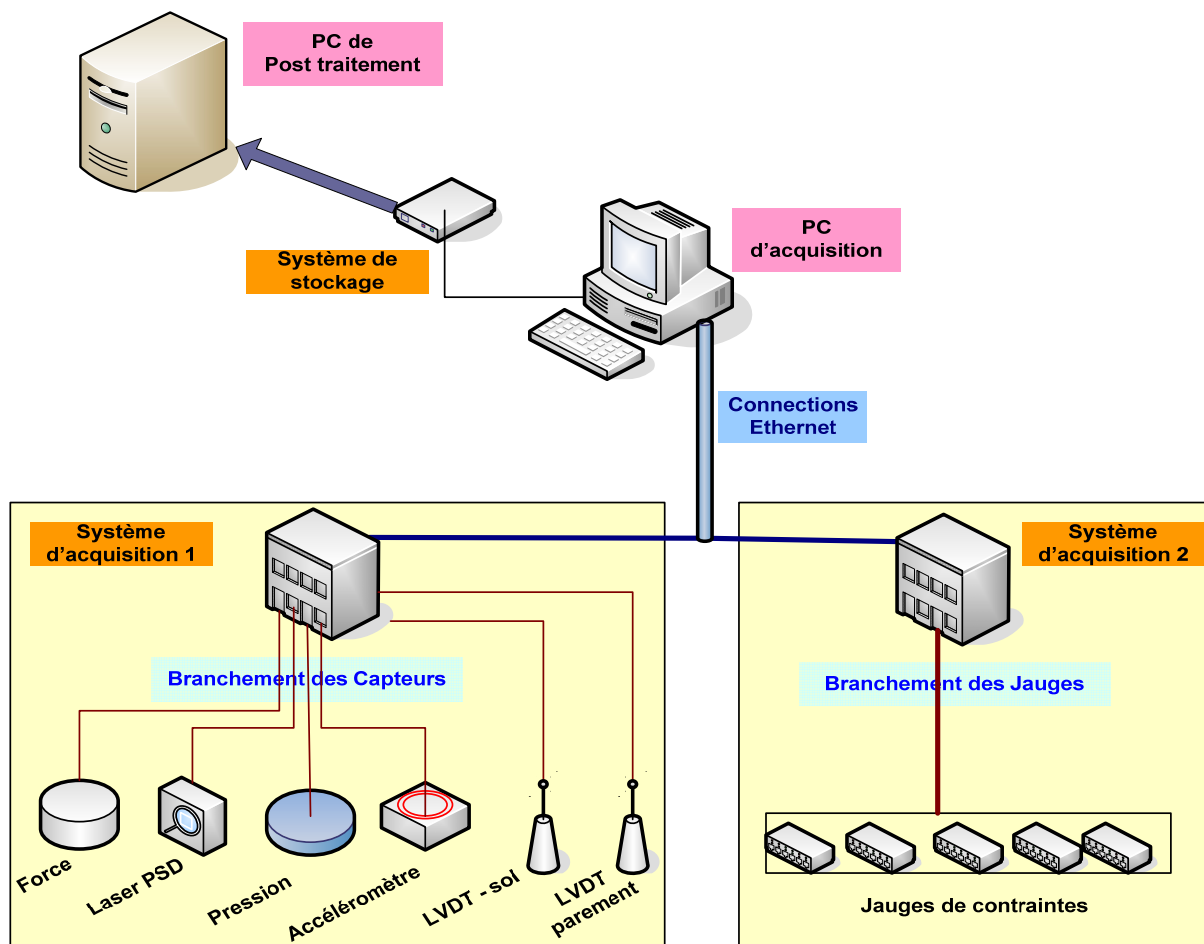 PC de
Post traitement
PC
d'acquisition
Système de
stockage
Connections
Ethernet
Système
d'acquisition 1
Système
d'acquisition 2
Branchement des Capteurs
Branchement des Jauges
Force
Laser PSD
Pression
Accéléromètre
LVDT - sol
LVDT
parement
Jauges de contraintes